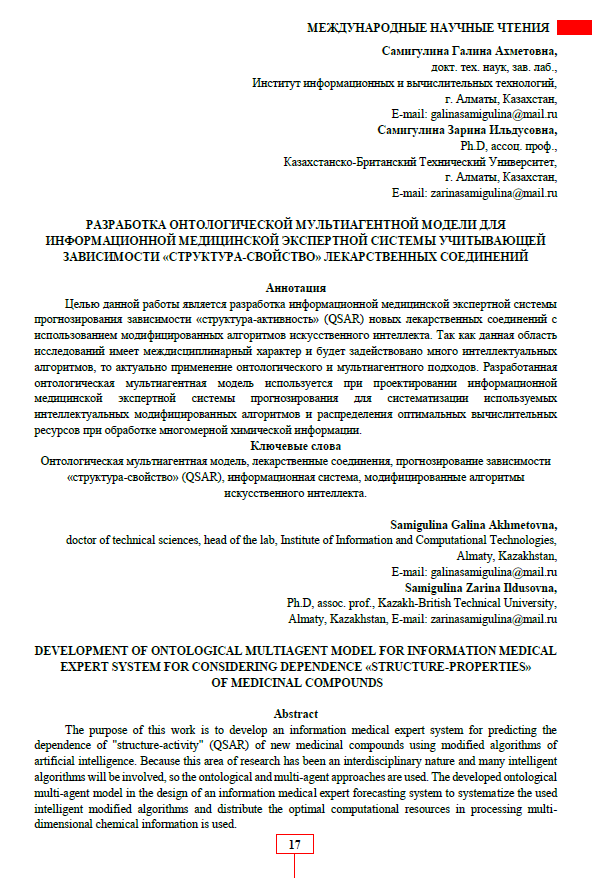 МЕЖДУНАРОДНЫЕ НАУЧНЫЕ ЧТЕНИЯ
Самигулина Галина Ахметовна,
докт. тех. наук, зав. лаб.,
Институт информационных и вычислительных технологий,
г. Алматы, Казахстан,
E-mail: galinasamigulina@mail.ru
Самигулина Зарина Ильдусовна,
Ph.D, ассоц. проф.,
Казахстанско-Британский Технический Университет,
г. Алматы, Казахстан,
E-mail: zarinasamigulina@mail.ru
РАЗРАБОТКА ОНТОЛОГИЧЕСКОЙ МУЛЬТИАГЕНТНОЙ МОДЕЛИ ДЛЯ
ИНФОРМАЦИОННОЙ МЕДИЦИНСКОЙ ЭКСПЕРТНОЙ СИСТЕМЫ УЧИТЫВАЮЩЕЙ
ЗАВИСИМОСТИ «СТРУКТУРА-СВОЙСТВО» ЛЕКАРСТВЕННЫХ СОЕДИНЕНИЙ
Аннотация
Целью данной работы является разработка информационной медицинской экспертной системы
прогнозирования зависимости «структура-активность» (QSAR) новых лекарственных соединений с
использованием модифицированных алгоритмов искусственного интеллекта. Так как данная область
исследований имеет междисциплинарный характер и будет задействовано много интеллектуальных
алгоритмов, то актуально применение онтологического и мультиагентного подходов. Разработанная
онтологическая мультиагентная модель используется при проектировании информационной
медицинской экспертной системы прогнозирования для систематизации используемых
интеллектуальных модифицированных алгоритмов и распределения оптимальных вычислительных
ресурсов при обработке многомерной химической информации.
Ключевые слова
Онтологическая мультиагентная модель, лекарственные соединения, прогнозирование зависимости
«структура-свойство» (QSAR), информационная система, модифицированные алгоритмы
искусственного интеллекта.
Samigulina Galina Akhmetovna,
doctor of technical sciences, head of the lab, Institute of Information and Computational Technologies,
Almaty, Kazakhstan,
E-mail: galinasamigulina@mail.ru
Samigulina Zarina Ildusovna,
Ph.D, assoc. prof., Kazakh-British Technical University,
Almaty, Kazakhstan, E-mail: zarinasamigulina@mail.ru
DEVELOPMENT OF ONTOLOGICAL MULTIAGENT MODEL FOR INFORMATION MEDICAL
EXPERT SYSTEM FOR CONSIDERING DEPENDENCE «STRUCTURE-PROPERTIES»
OF MEDICINAL COMPOUNDS
Abstract
The purpose of this work is to develop an information medical expert system for predicting the
dependence of "structure-activity" (QSAR) of new medicinal compounds using modified algorithms of
artificial intelligence. Because this area of research has been an interdisciplinary nature and many intelligent
algorithms will be involved, so the ontological and multi-agent approaches are used. The developed ontological
multi-agent model in the design of an information medical expert forecasting system to systematize the used
intelligent modified algorithms and distribute the optimal computational resources in processing multi-
dimensional chemical information is used.
17